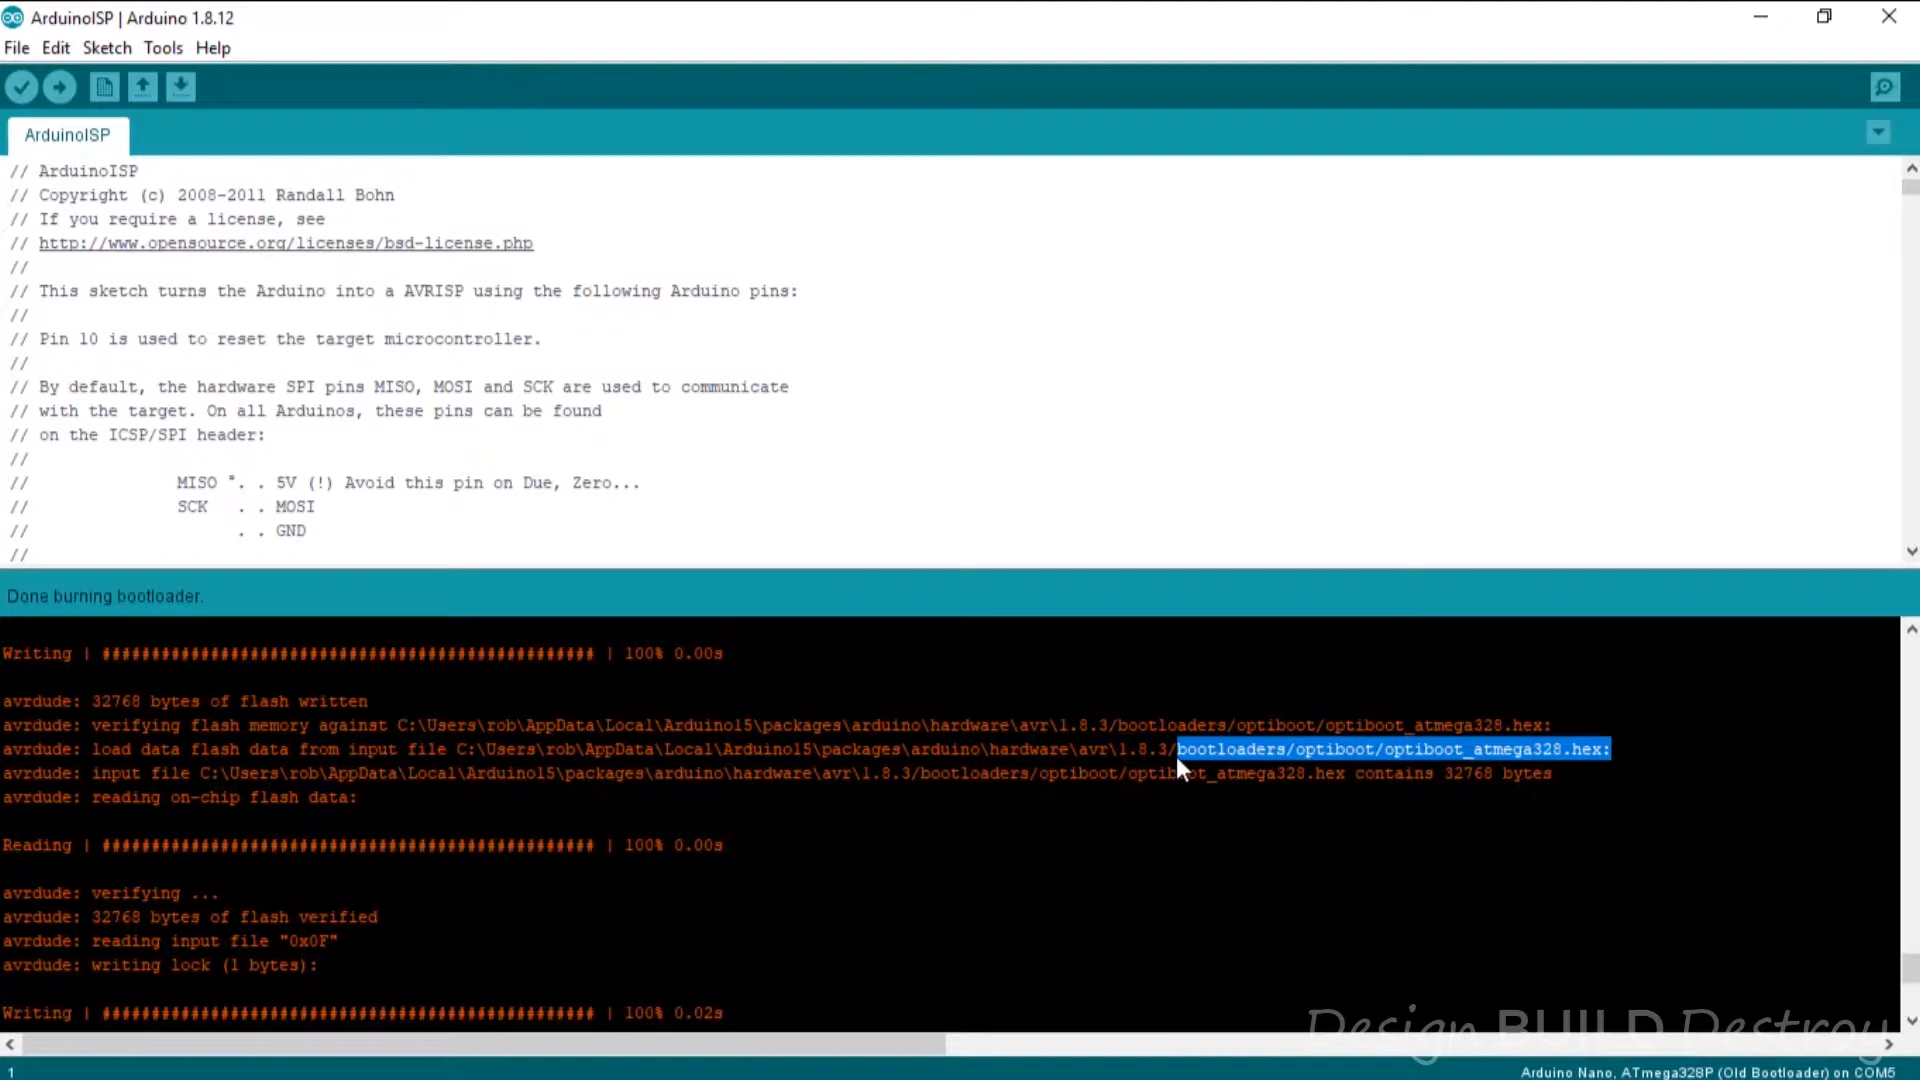 ArduinoISP | Arduino 1.8.12
File Edit Sketch Tools Help
ArduinoISP
// ArduinoISP
// Copyright (c) 2008-2011 Randall Bohn
// If you require a license, see
// http://www.opensource.org/licenses/bsd-license.php
//
// This sketch turns the Arduino into a AVRISP using the following Arduino pins:
//
// Pin 10 is used to reset the target microcontroller.
//
// By default, the hardware SPI pins MISO, MOSI and SCK are used to communicate
// with the target. On all Arduinos, these pins can be found
// on the ICSP/SPI header:
//
// MISO °. . 5V (!) Avoid this pin on Due, Zero...
// SCK . . MOSI
// . . GND
//
Done burning bootloader.
Writing | ################################################## | 100% 0.00s
avrdude: 32768 bytes of flash written
avrdude: verifying flash memory against C:\Users\rob\AppData\Local\Arduino15\packages\arduino\hardware\avr\1.8.3/bootloaders/optiboot/optiboot_atmega328.hex:
avrdude: load data flash data from input file C:\Users\rob\AppData\Local\Arduino15\packages\arduino\hardware\avr\1.8.3/bootloaders/optiboot/optiboot_atmega328.hex:
avrdude: input file C:\Users\rob\AppData\Local\Arduino15\packages\arduino\hardware\avr\1.8.3/bootloaders/optiboot/optiboot_atmega328.hex contains 32768 bytes
avrdude: reading on-chip flash data:
Reading | ################################################## | 100% 0.00s
avrdude: verifying ...
avrdude: 32768 bytes of flash verified
avrdude: reading input file "0x0F"
avrdude: writing lock (1 bytes):
Writing | ################################################## | 100% 0.02s
Design BUILD Destroy
1 Arduino Nano, ATmega328P (Old Bootloader) on COM5